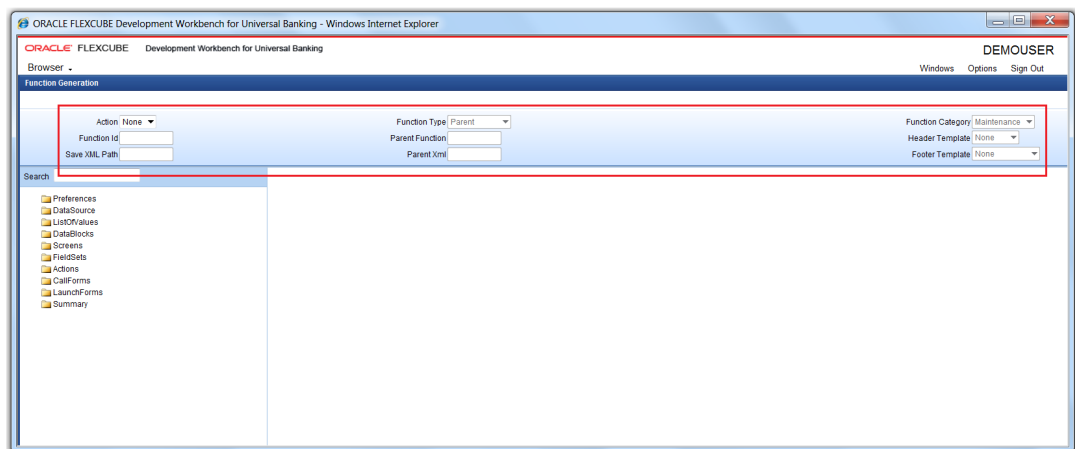 ORACLE FLEXCUBE Development Workbench for Universal Banking - Windows Internet Explorer
ORACLE FLEXCUBE Development Workbench for Universal Banking DEMOUSER
Browser Windows Options Sign Out
Function Generation
Action None Function Type Parent Function Category Maintenance
Function Id Parent Function Header Template None
Save XML Path Parent Xml Footer Template None
Search
Preferences
DataSource
ListOfValues
DataBlocks
Screens
FieldSets
Actions
CallForms
LaunchForms
Summary